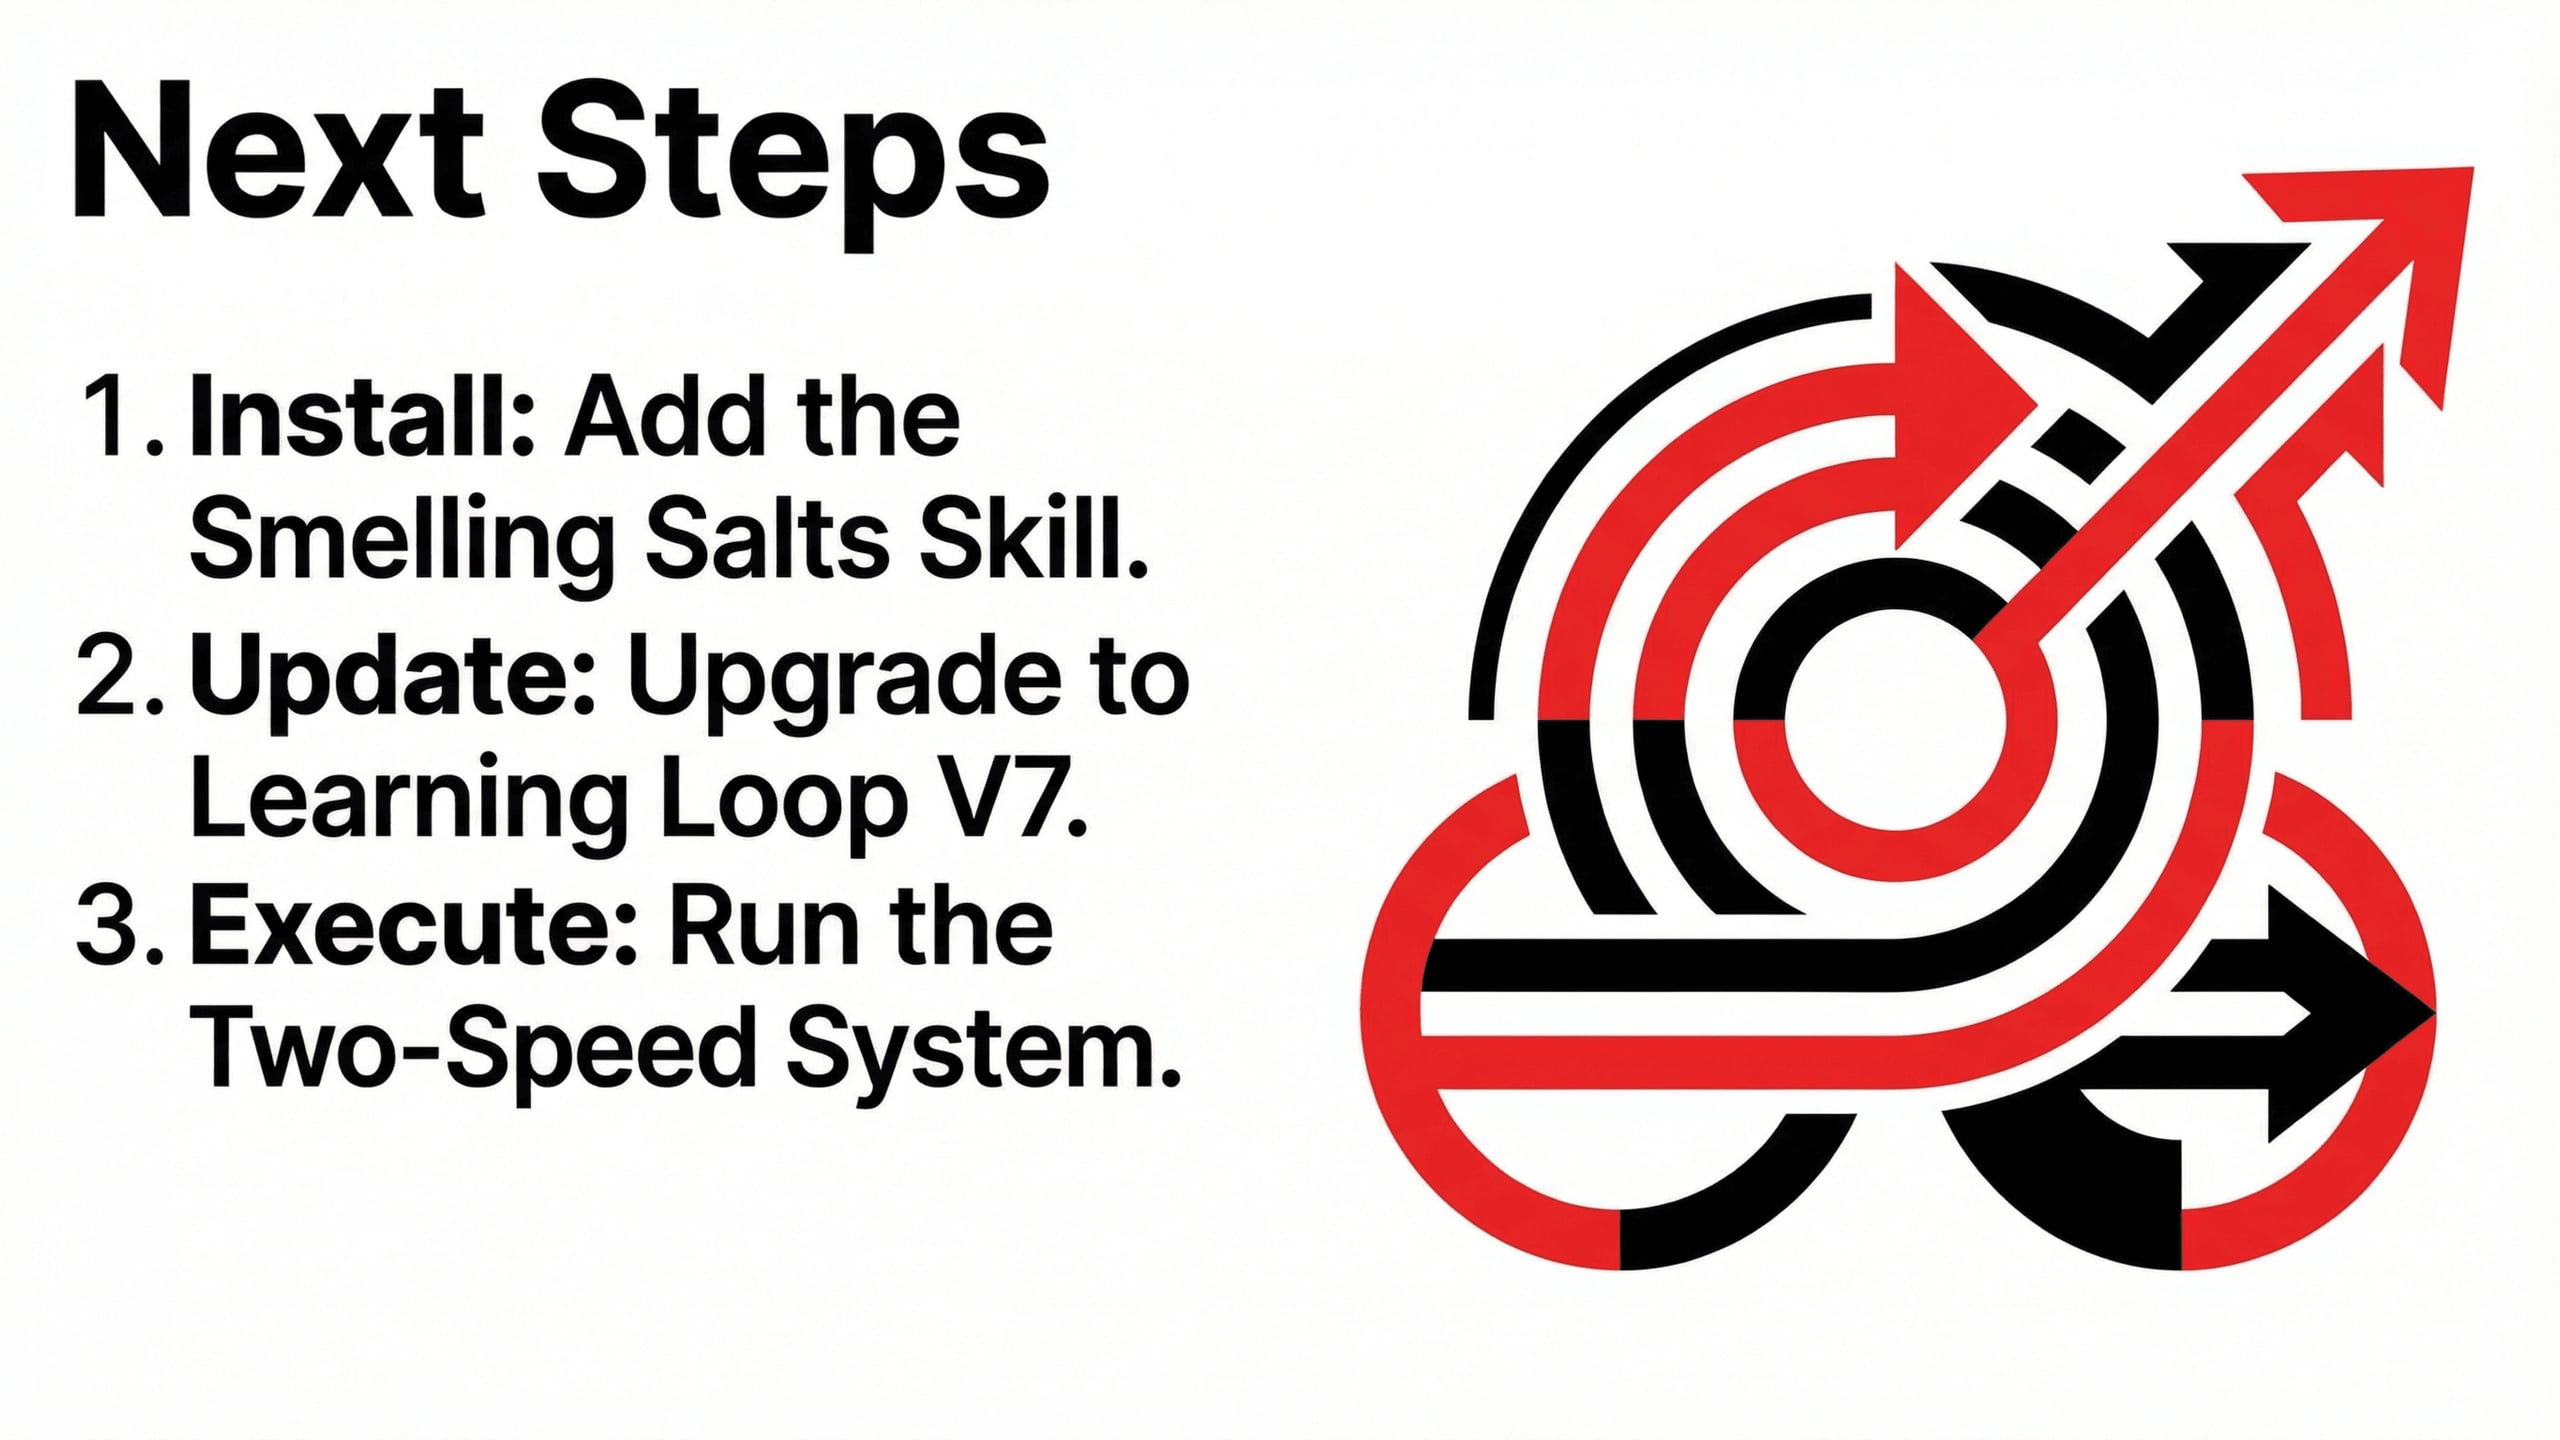 Next Steps
1. Install: Add the
Smelling Salts Skill.
2. Update: Upgrade to
Learning Loop V7.
3. Execute: Run the
Two-Speed System.